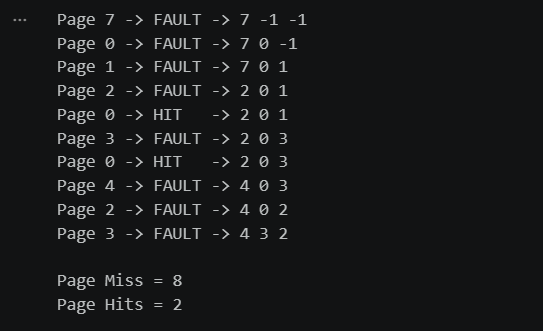 ...
Page 7 -> FAULT -> 7 -1 -1
Page 0 -> FAULT -> 7 0 -1
Page 1 -> FAULT -> 7 0 1
Page 2 -> FAULT -> 2 0 1
Page 0 -> HIT   -> 2 0 1
Page 3 -> FAULT -> 2 0 3
Page 0 -> HIT   -> 2 0 3
Page 4 -> FAULT -> 4 0 3
Page 2 -> FAULT -> 4 0 2
Page 3 -> FAULT -> 4 3 2
Page Miss = 8
Page Hits = 2